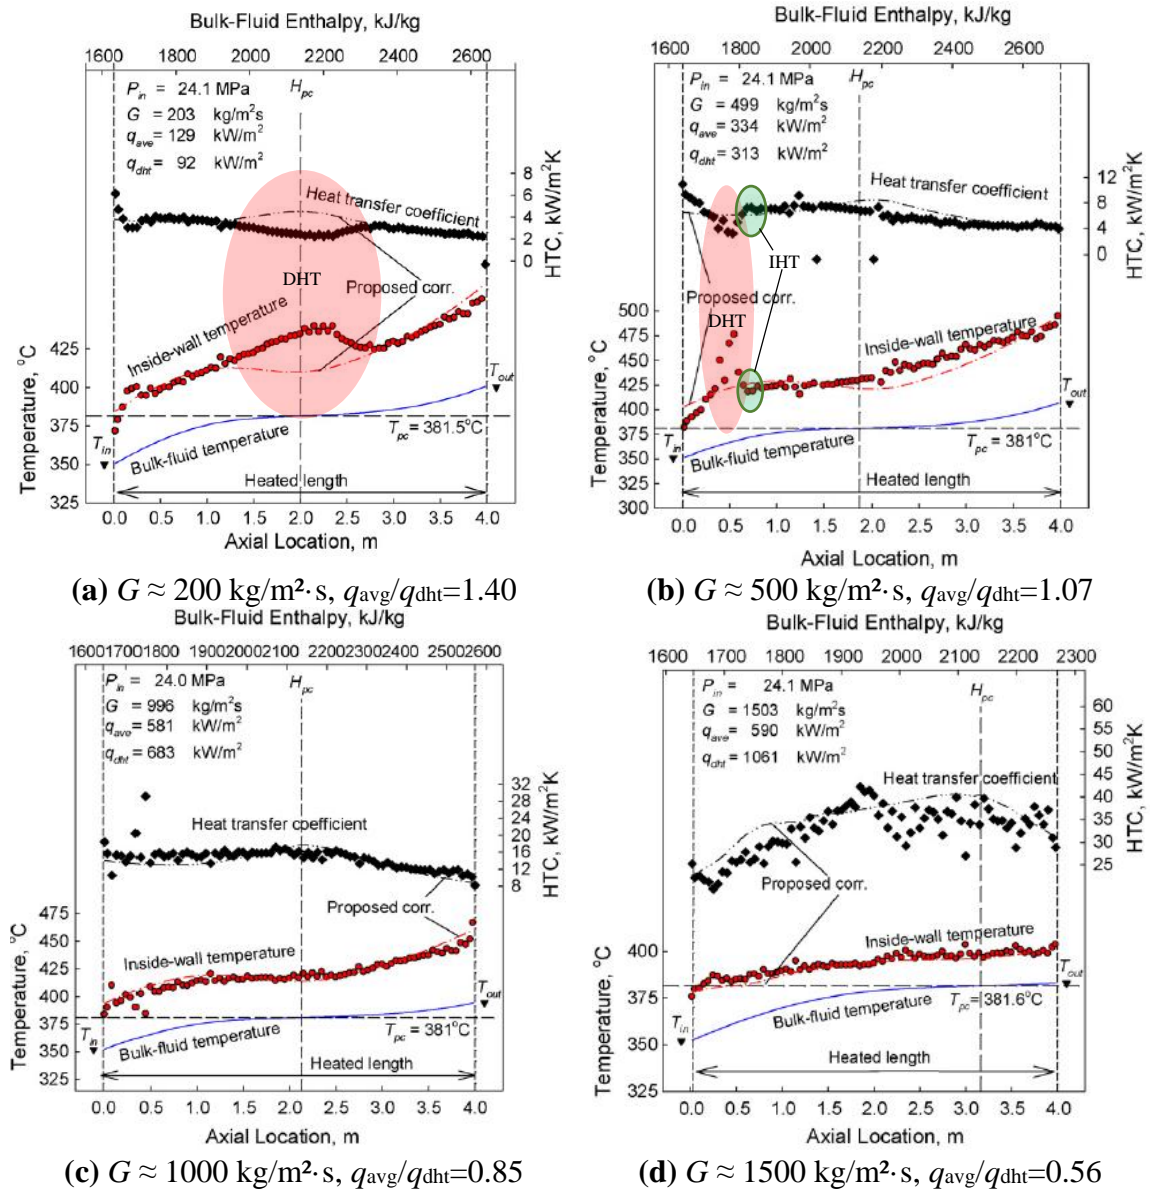 Bulk-Fluid Enthalpy, kJ/kg
1600 1800 2000 2200 2400 2600
P_in = 24.1 MPa
G = 203 kg/m²s
q_ave = 129 kW/m²
q_dht = 92 kW/m²
H_pc
8
6
4
2
0
HTC, kW/m²K
Heat transfer coefficient
DHT
Proposed corr.
Inside-wall temperature
T_out
T_pc = 381.5°C
T_in
Bulk-fluid temperature
Heated length
Temperature, °C
425
400
375
350
325
0.0 0.5 1.0 1.5 2.0 2.5 3.0 3.5 4.0
Axial Location, m
(a) G ≈ 200 kg/m²·s, q_avg/q_dht=1.40
Bulk-Fluid Enthalpy, kJ/kg
1600 1800 2000 2200 2400 2600
P_in = 24.1 MPa
G = 499 kg/m²s
q_ave = 334 kW/m²
q_dht = 313 kW/m²
H_pc
12
8
4
0
HTC, kW/m²K
Heat transfer coefficient
IHT
Proposed corr.
DHT
Inside-wall temperature
T_out
T_pc = 381°C
T_in
Bulk-fluid temperature
Heated length
Temperature, °C
500
475
450
425
400
375
350
325
300
0.0 0.5 1.0 1.5 2.0 2.5 3.0 3.5 4.0
Axial Location, m
(b) G ≈ 500 kg/m²·s, q_avg/q_dht=1.07
Bulk-Fluid Enthalpy, kJ/kg
1600 1700 1800 1900 2000 2100 2200 2300 2400 2500 2600
P_in = 24.0 MPa
G = 996 kg/m²s
q_ave = 581 kW/m²
q_dht = 683 kW/m²
H_pc
32
28
24
20
16
12
8
HTC, kW/m²K
Heat transfer coefficient
Proposed corr.
Inside-wall temperature
T_out
T_pc = 381°C
T_in
Bulk-fluid temperature
Heated length
Temperature, °C
475
450
425
400
375
350
325
0.0 0.5 1.0 1.5 2.0 2.5 3.0 3.5 4.0
Axial Location, m
(c) G ≈ 1000 kg/m²·s, q_avg/q_dht=0.85
Bulk-Fluid Enthalpy, kJ/kg
1600 1700 1800 1900 2000 2100 2200 2300
P_in = 24.1 MPa
G = 1503 kg/m²s
q_ave = 590 kW/m²
q_dht = 1061 kW/m²
H_pc
60
55
50
45
40
35
30
25
HTC, kW/m²K
Heat transfer coefficient
Proposed corr.
Inside-wall temperature
T_out
T_pc = 381.6°C
T_in
Bulk-fluid temperature
Heated length
Temperature, °C
400
375
350
325
0.0 0.5 1.0 1.5 2.0 2.5 3.0 3.5 4.0
Axial Location, m
(d) G ≈ 1500 kg/m²·s, q_avg/q_dht=0.56